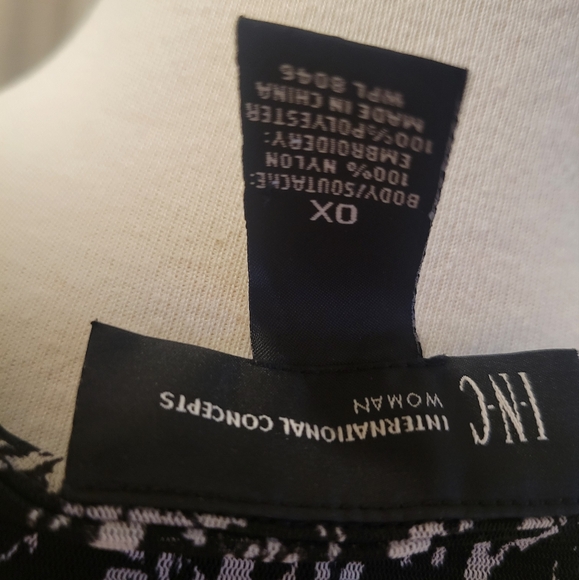 I·N·C
INTERNATIONAL CONCEPTS
WOMAN
0X
BODY/SOUTACHE:
100% NYLON
EMBROIDERY:
100%POLYESTER
MADE IN CHINA
WPL 8046